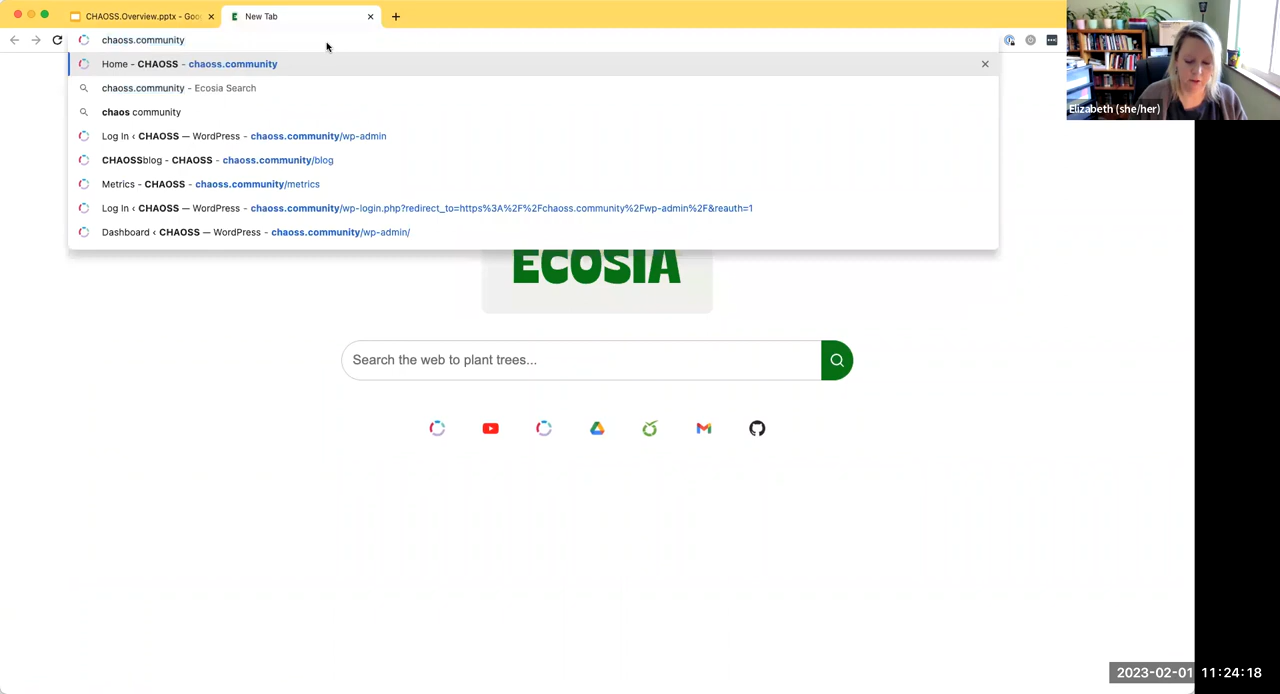 CHAOSS.Overview.pptx - Goo
New Tab
chaoss.community
Home - CHAOSS - chaoss.community
chaoss.community - Ecosia Search
chaos community
Log In ‹ CHAOSS — WordPress - chaoss.community/wp-admin
CHAOSSblog - CHAOSS - chaoss.community/blog
Metrics - CHAOSS - chaoss.community/metrics
Log In ‹ CHAOSS — WordPress - chaoss.community/wp-login.php?redirect_to=https%3A%2F%2Fchaoss.community%2Fwp-admin%2F&reauth=1
Dashboard ‹ CHAOSS — WordPress - chaoss.community/wp-admin/
ECOSIA
Search the web to plant trees...
Elizabeth (she/her)
2023-02-01 11:24:18